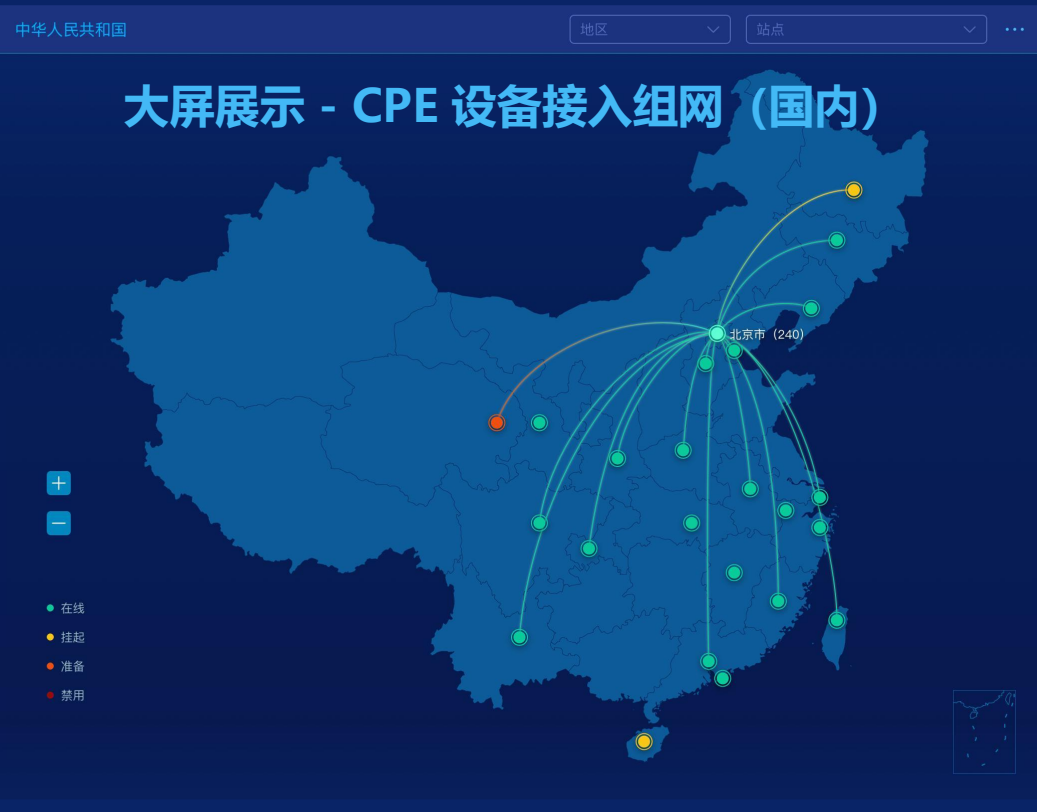 中华人民共和国
地区
站点
大屏展示 - CPE 设备接入组网（国内）
北京市（240）
在线
挂起
准备
禁用